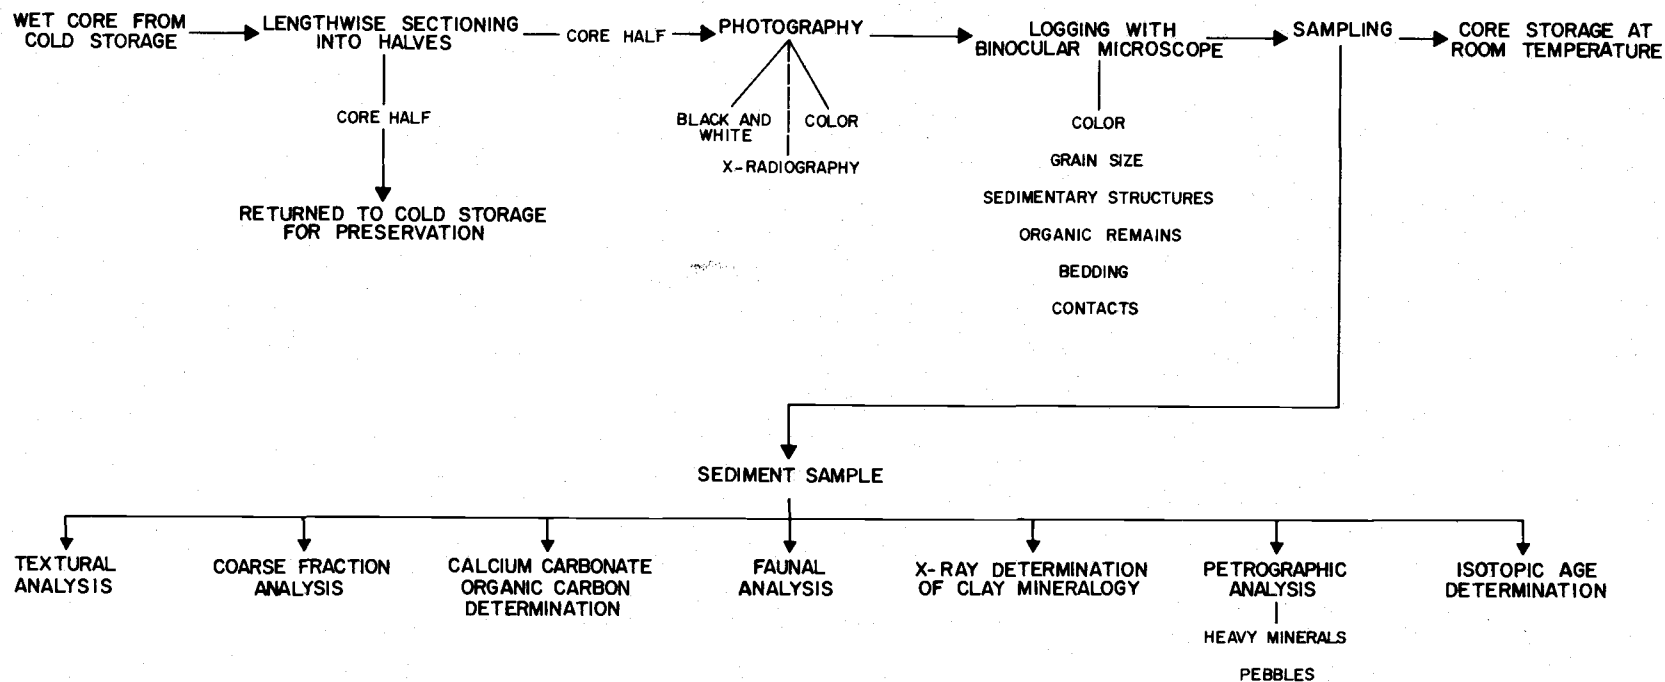 WET CORE FROM
COLD STORAGE
LENGTHWISE SECTIONING
INTO HALVES
CORE HALF
PHOTOGRAPHY
LOGGING WITH
BINOCULAR MICROSCOPE
SAMPLING
CORE STORAGE AT
ROOM TEMPERATURE
CORE HALF
RETURNED TO COLD STORAGE
FOR PRESERVATION
BLACK AND
WHITE
COLOR
X-RADIOGRAPHY
COLOR
GRAIN SIZE
SEDIMENTARY STRUCTURES
ORGANIC REMAINS
BEDDING
CONTACTS
SEDIMENT SAMPLE
TEXTURAL
ANALYSIS
COARSE FRACTION
ANALYSIS
CALCIUM CARBONATE
ORGANIC CARBON
DETERMINATION
FAUNAL
ANALYSIS
X-RAY DETERMINATION
OF CLAY MINERALOGY
PETROGRAPHIC
ANALYSIS
HEAVY MINERALS
PEBBLES
ISOTOPIC AGE
DETERMINATION